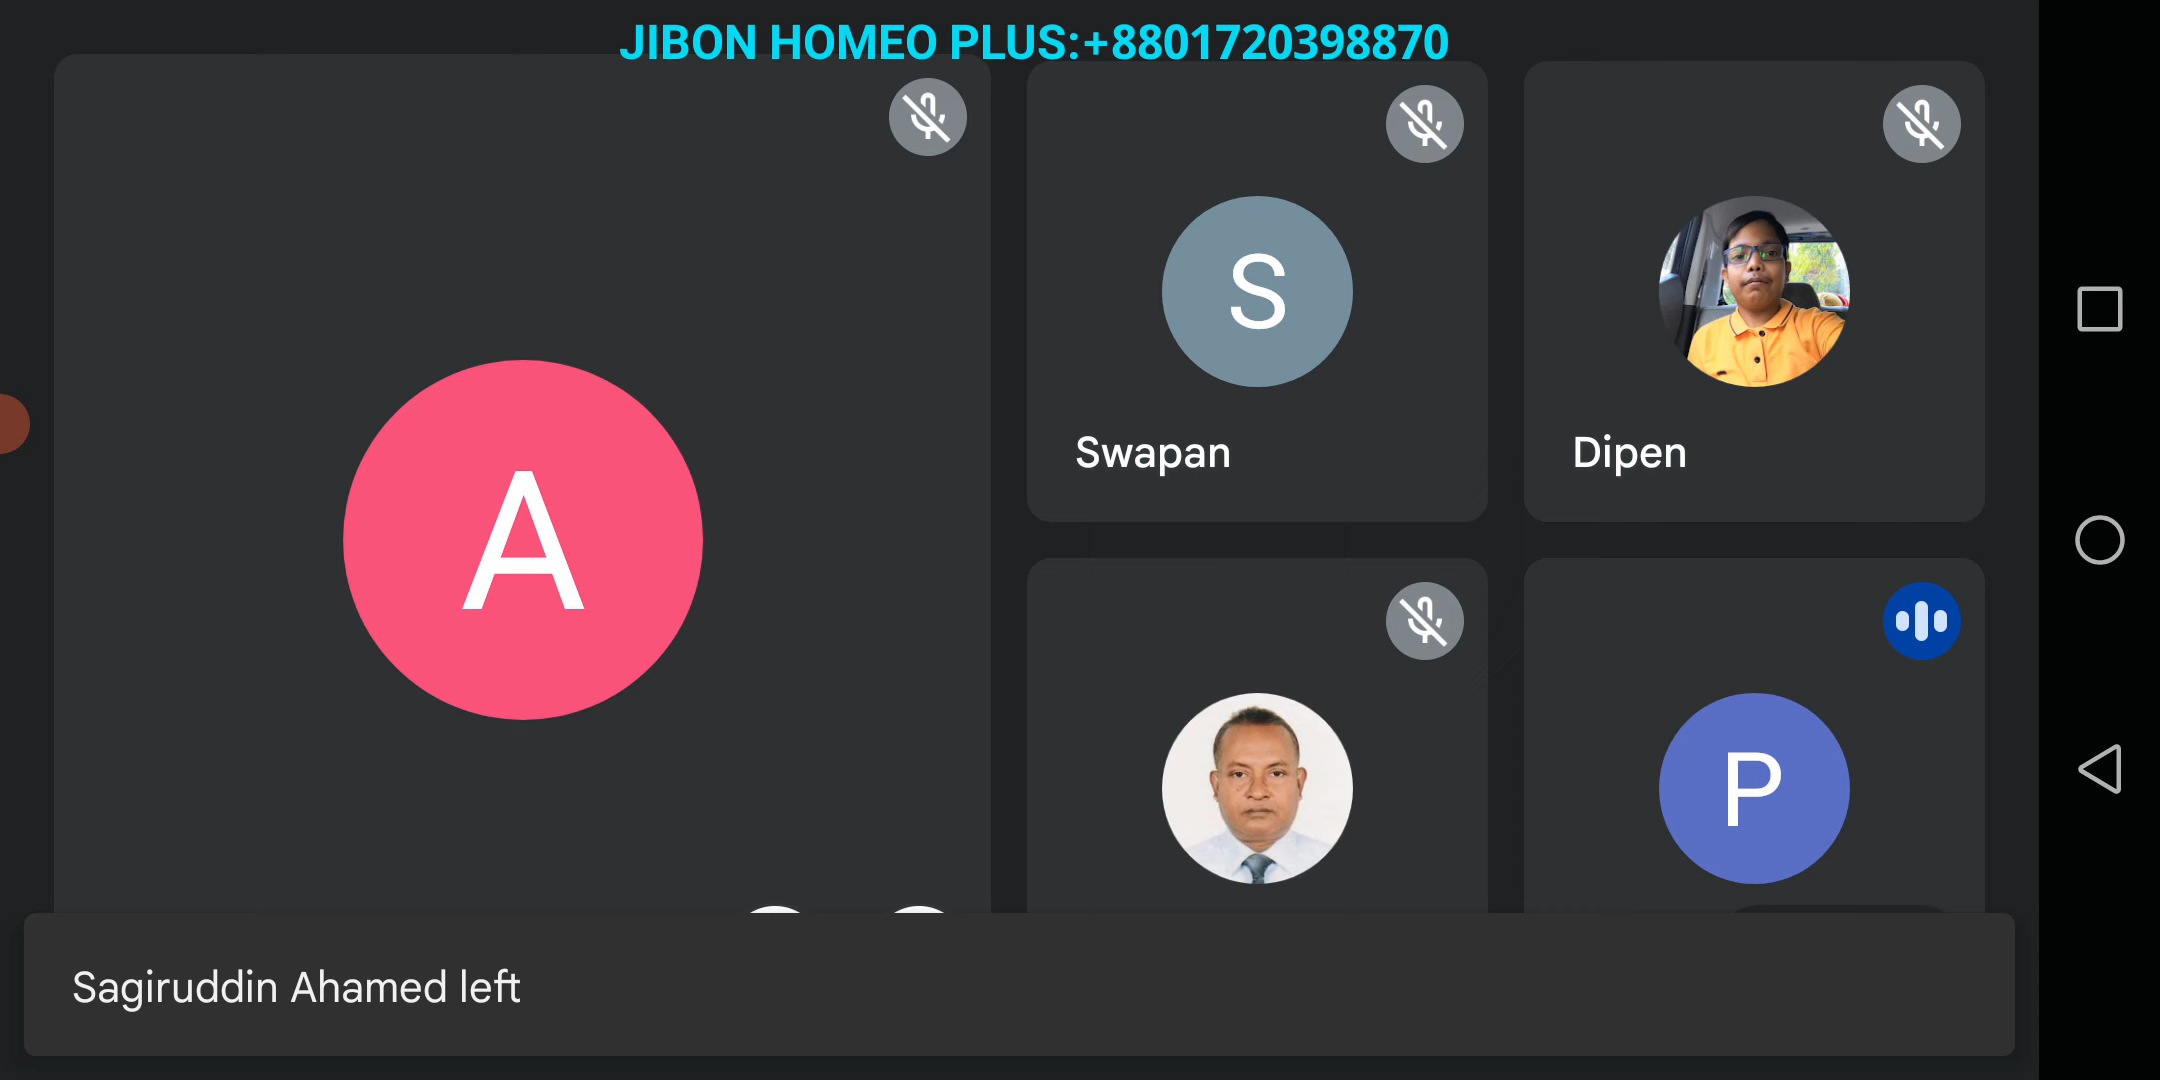 JIBON HOMEO PLUS:+8801720398870
A
S
Swapan
Dipen
P
Sagiruddin Ahamed left